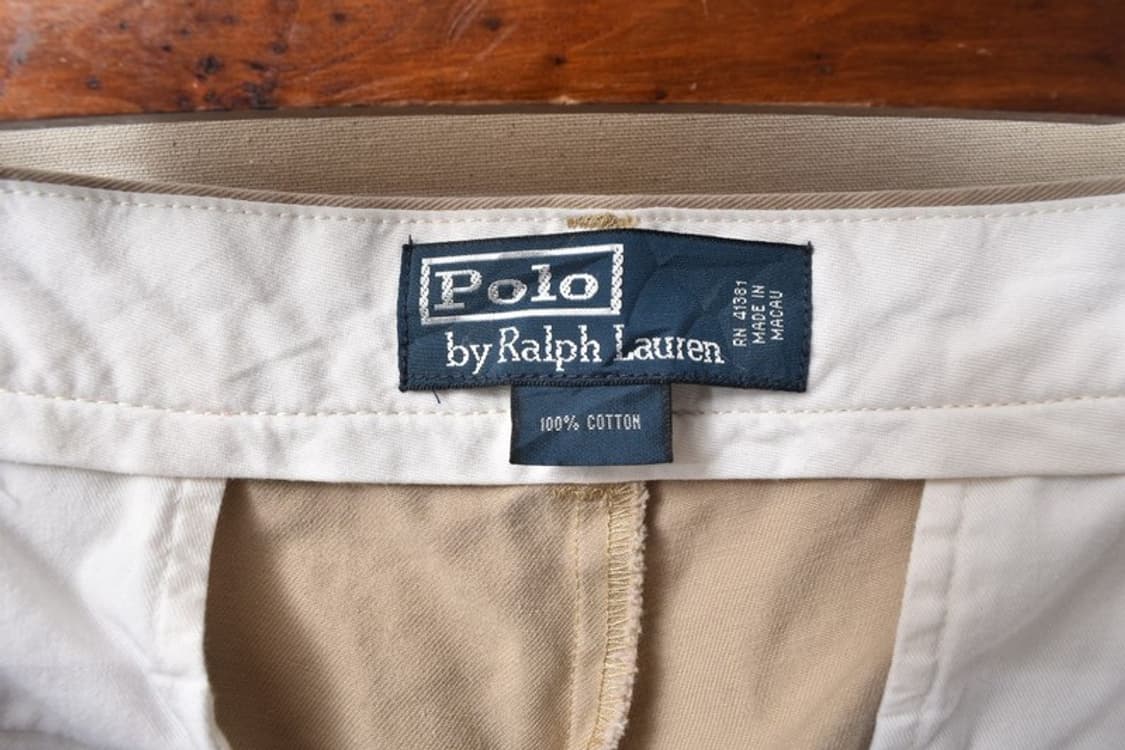 Polo
by Ralph Lauren
RN 41381
MADE IN
MACAU
100% COTTON